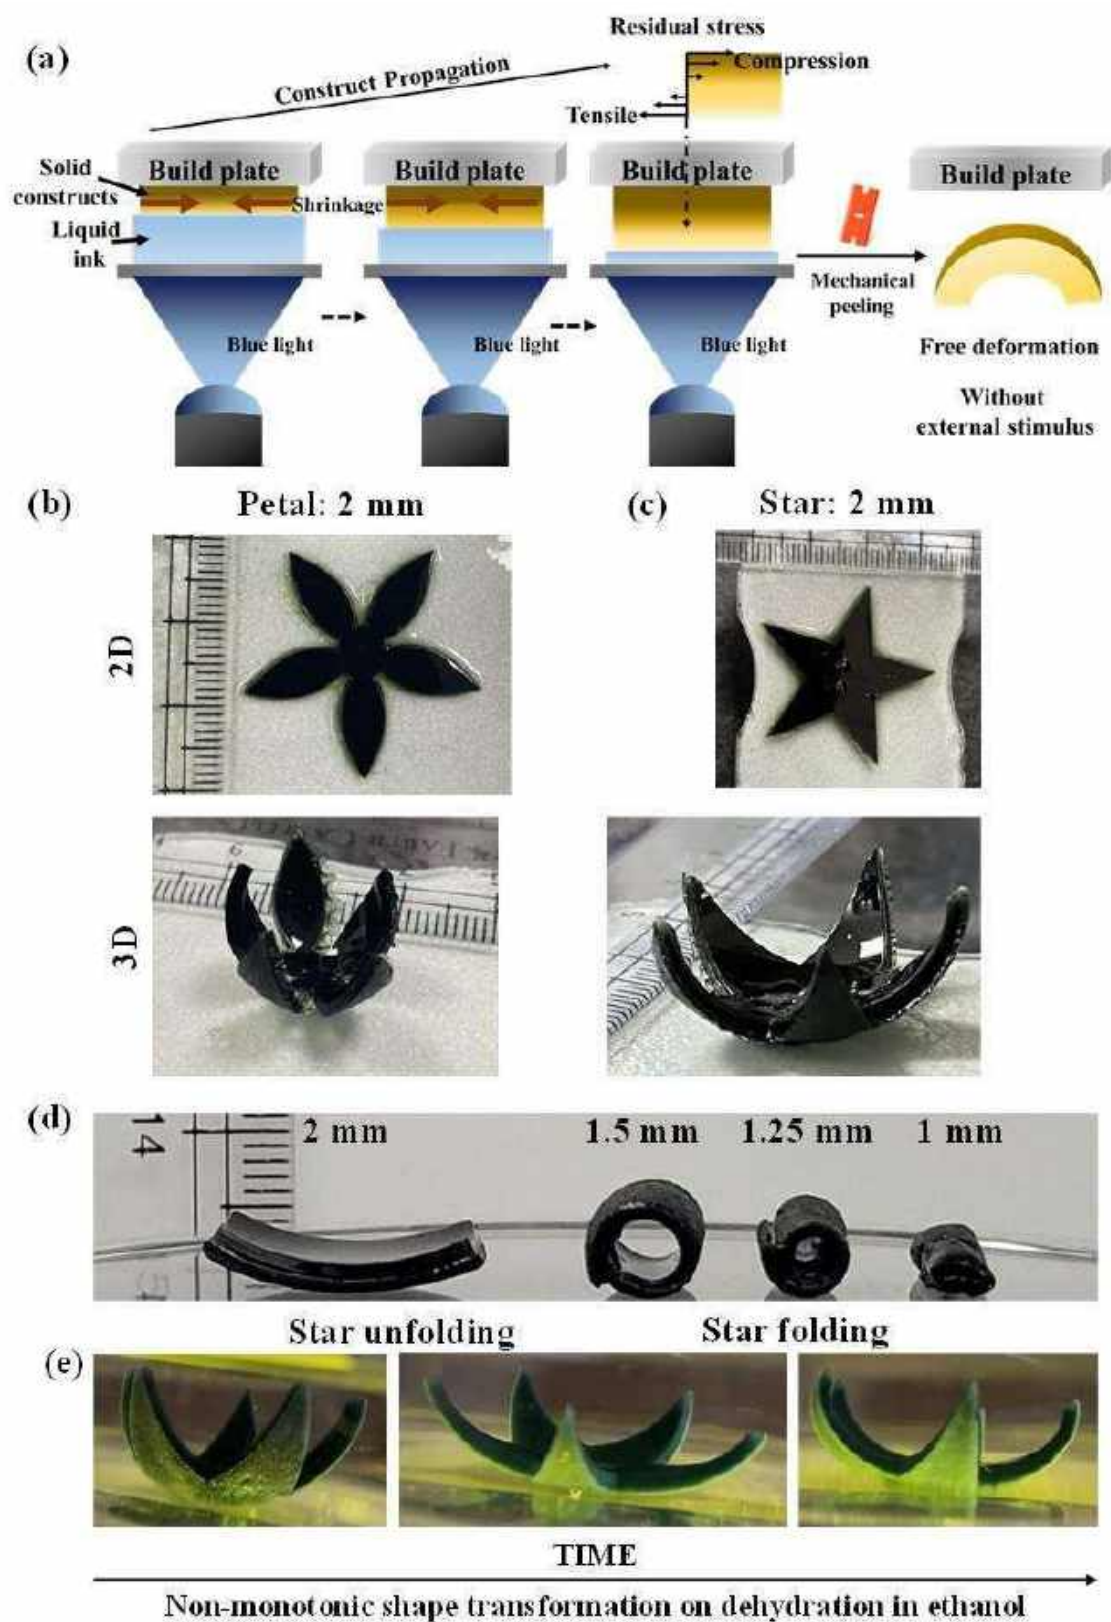 (a)
Residual stress
Construct Propagation
Compression
Tensile
Solid constructs
Build plate
Build plate
Build plate
Build plate
Shrinkage
Liquid ink
Mechanical peeling
Blue light
Blue light
Blue light
Free deformation
Without
external stimulus
(b)
Petal: 2 mm
(c)
Star: 2 mm
2D
3D
(d)
14
2 mm
1.5 mm
1.25 mm
1 mm
Star unfolding
Star folding
(e)
TIME
Non-monotonic shape transformation on dehydration in ethanol